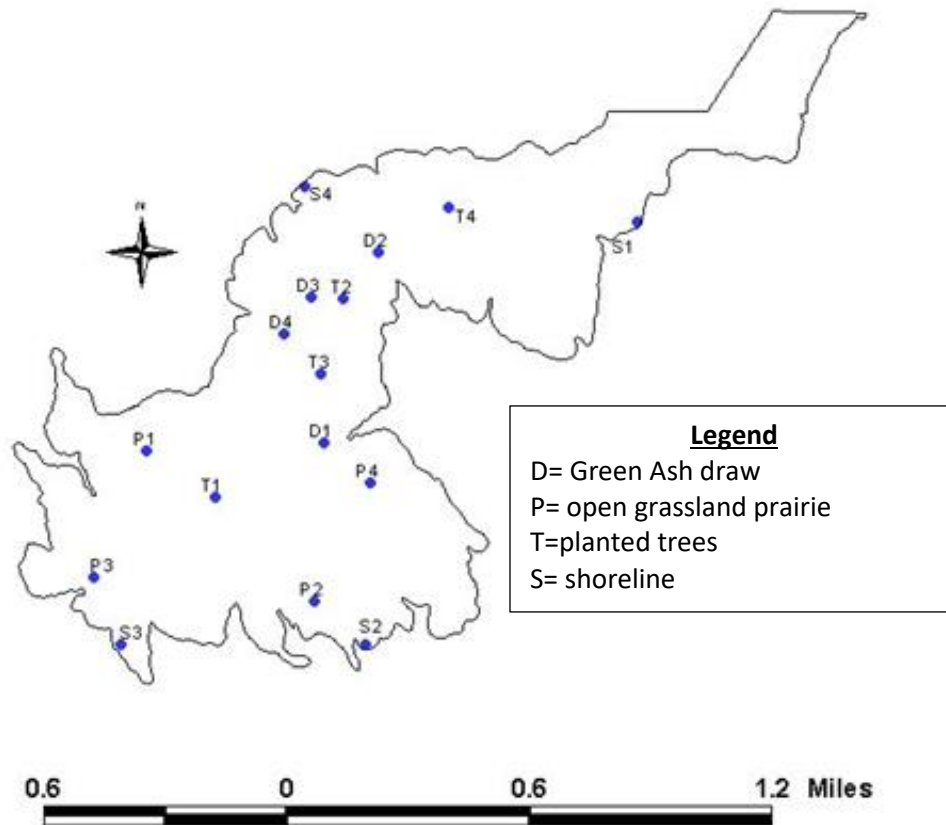 N
S4
T4
S1
D2
D3 T2
D4
T3
D1
P1
P4
T1
P3
P2
S3
S2
Legend
D= Green Ash draw
P= open grassland prairie
T=planted trees
S= shoreline
0.6 0 0.6 1.2 Miles